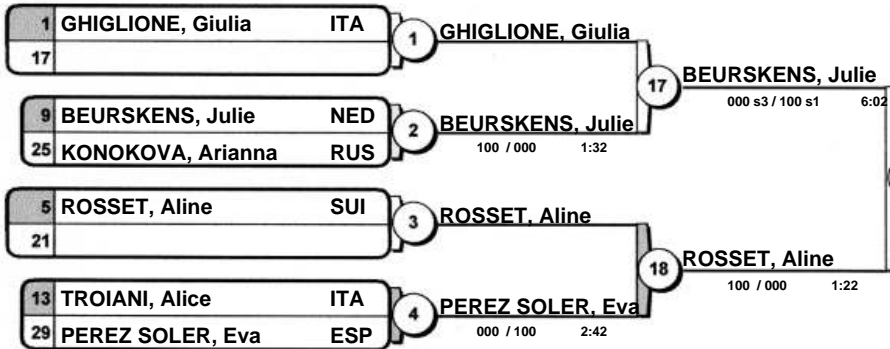 1 GHIGLIONE, Giulia ITA
17
1
GHIGLIONE, Giulia
9 BEURSKENS, Julie NED
25 KONOKOVA, Arianna RUS
2
BEURSKENS, Julie
100 / 000 1:32
17
BEURSKENS, Julie
000 s3 / 100 s1 6:02
5 ROSSET, Aline SUI
21
3
ROSSET, Aline
13 TROIANI, Alice ITA
29 PEREZ SOLER, Eva ESP
4
PEREZ SOLER, Eva
000 / 100 2:42
18
ROSSET, Aline
100 / 000 1:22